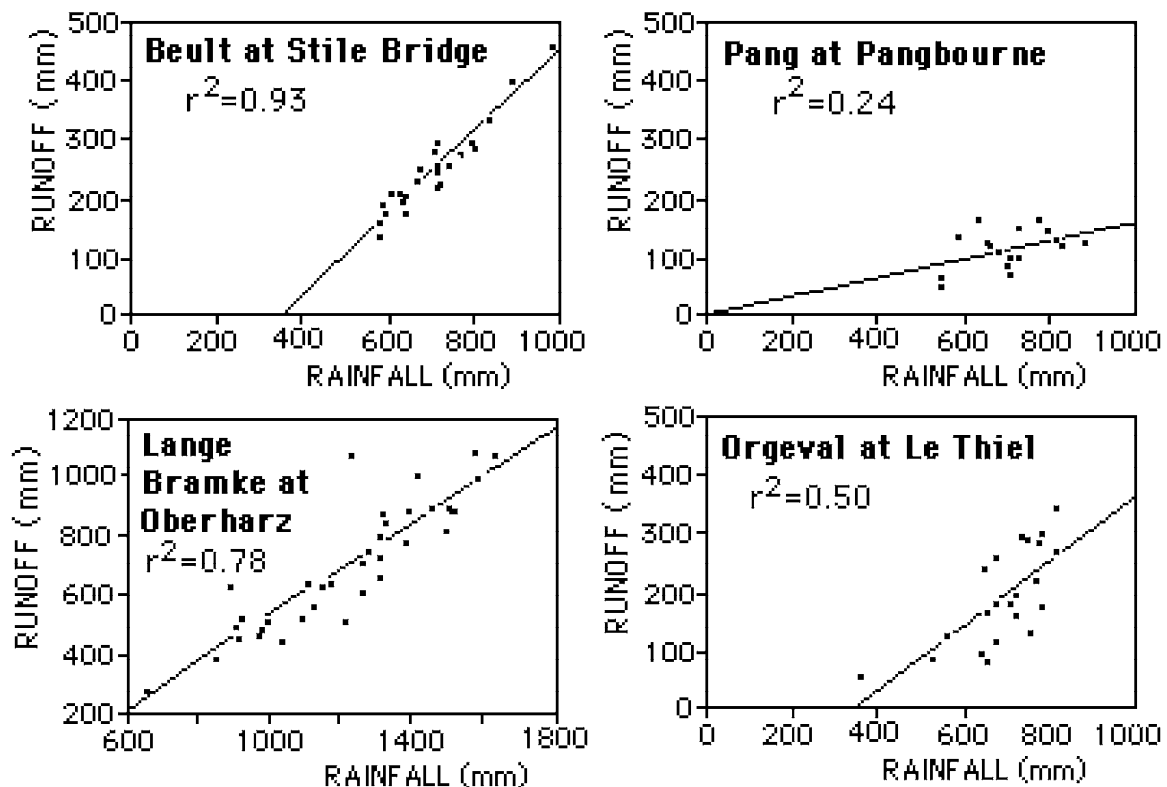 500
400
300
200
100
0
RUNOFF (mm)
Beult at Stile Bridge
r2=0.93
0 200 400 600 800 1000
RAINFALL (mm)
500
400
300
200
100
0
RUNOFF (mm)
Pang at Pangbourne
r2=0.24
0 200 400 600 800 1000
RAINFALL (mm)
1200
1000
800
600
400
200
RUNOFF (mm)
Lange
Bramke at
Oberharz
r2=0.78
600 1000 1400 1800
RAINFALL (mm)
500
400
300
200
100
0
RUNOFF (mm)
Orgeval at Le Thiel
r2=0.50
0 200 400 600 800 1000
RAINFALL (mm)